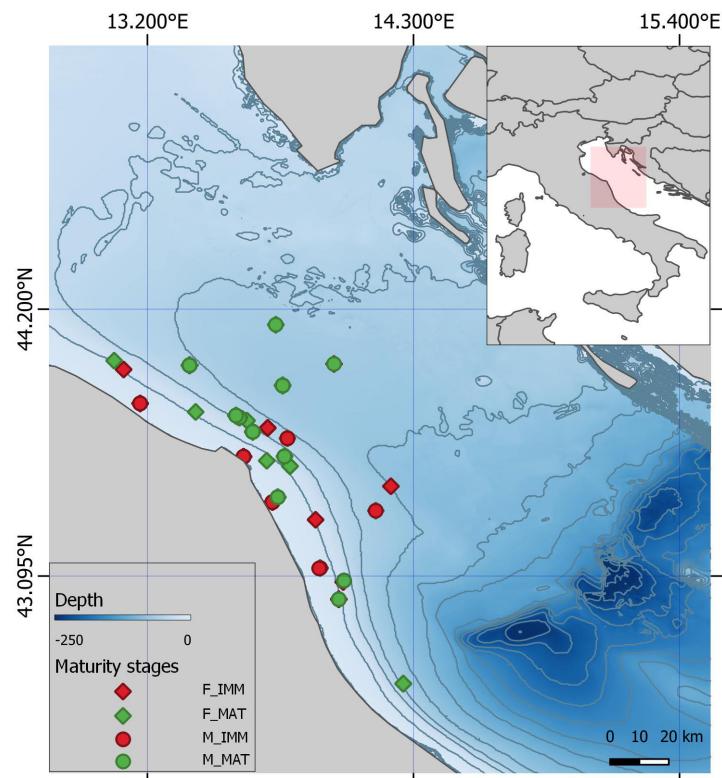 13.200°E 14.300°E 15.400°E
44.200°N
43.095°N
Depth
-250 0
Maturity stages
F_IMM
F_MAT
M_IMM
M_MAT
0 10 20 km